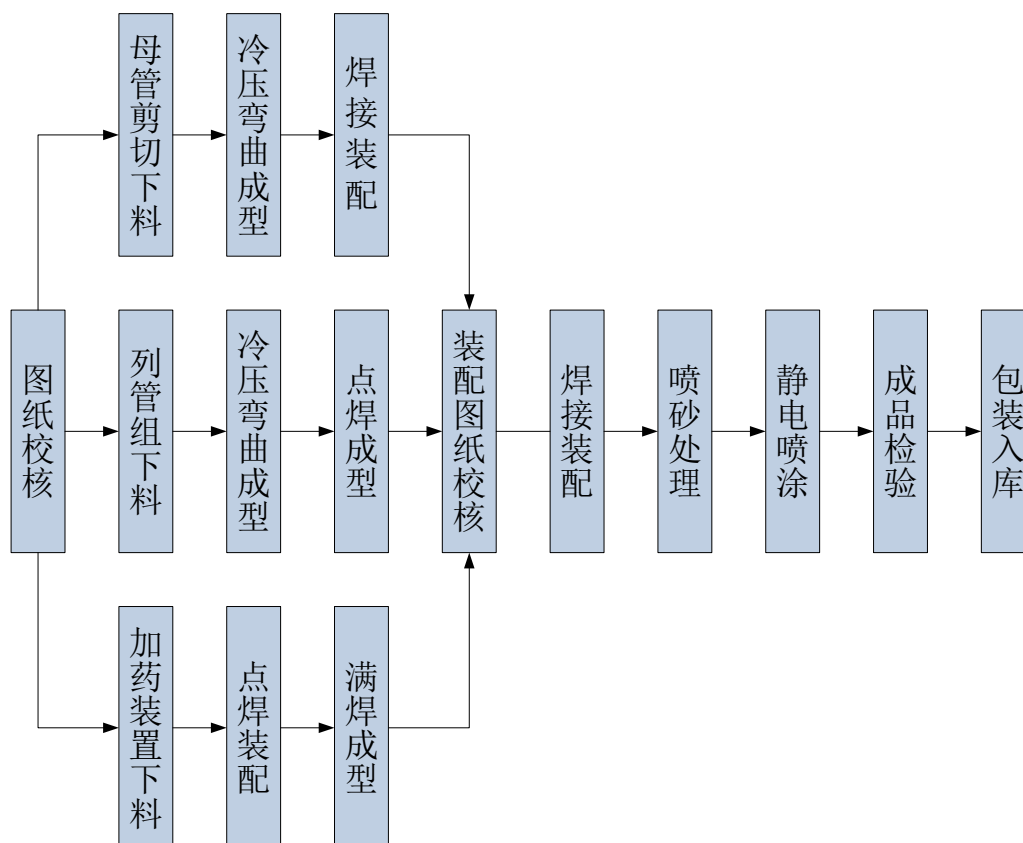 母管剪切下料
冷压弯曲成型
焊接装配
图纸校核
列管组下料
冷压弯曲成型
点焊成型
装配图纸校核
焊接装配
喷砂处理
静电喷涂
成品检验
包装入库
加药装置下料
点焊装配
满焊成型